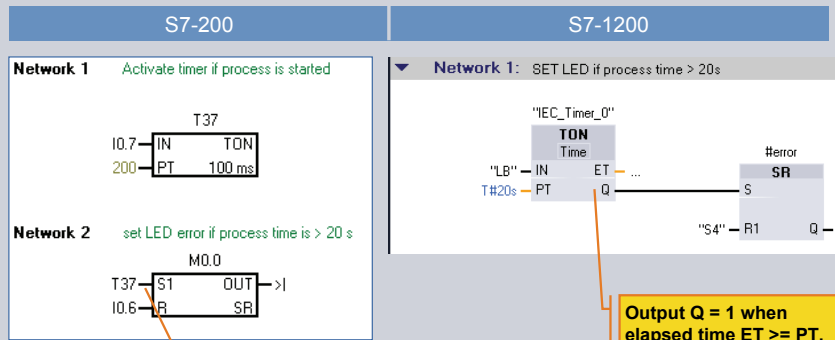 S7-200
S7-1200
Network 1 Activate timer if process is started
T37
I0.7 IN TON
200 PT 100 ms
Network 2 set LED error if process time is > 20 s
M0.0
T37 S1 OUT
I0.6 R SR
Network 1: SET LED if process time > 20s
"IEC_Timer_0"
TON
Time
"LB" IN ET ...
T#20s PT Q
#error
SR
S
"S4" R1 Q
Output Q = 1 when
elapsed time ET >= PT.